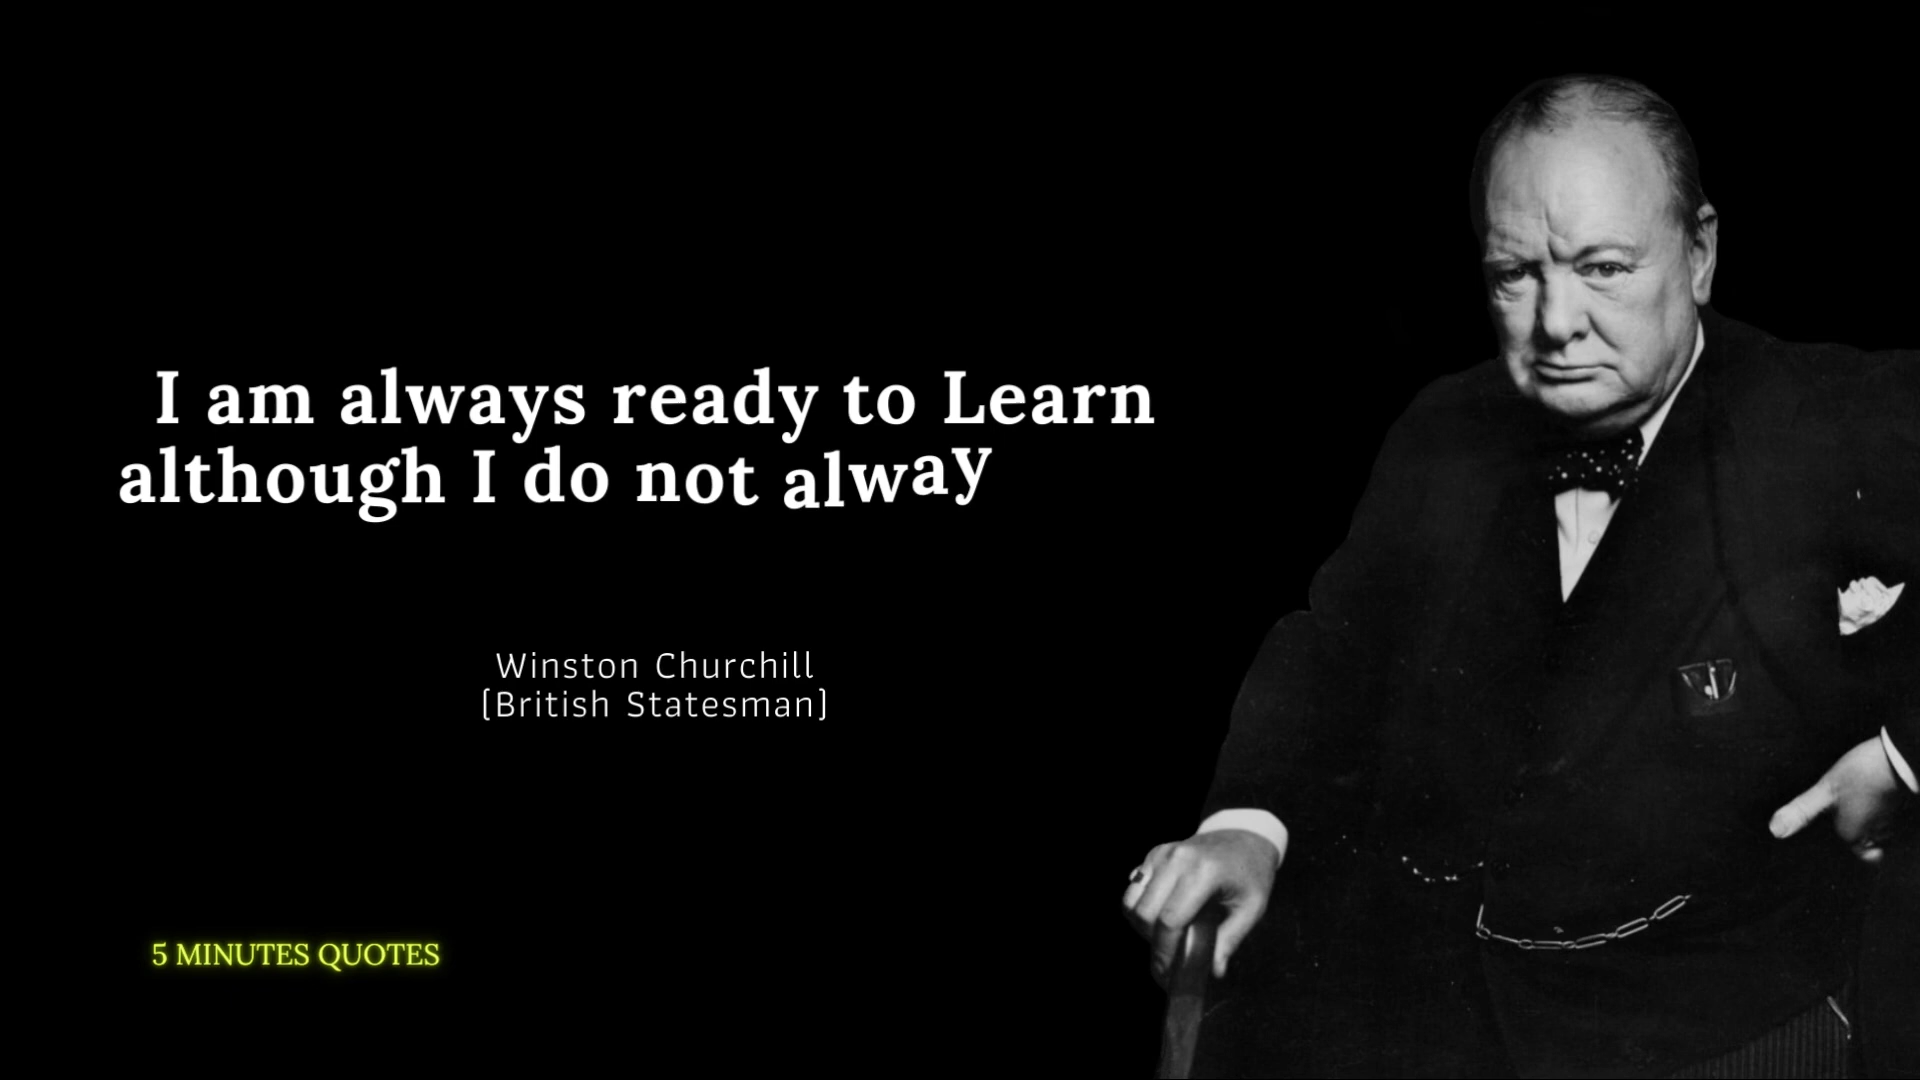 I am always ready to Learn
although I do not alway
Winston Churchill
(British Statesman)
5 MINUTES QUOTES